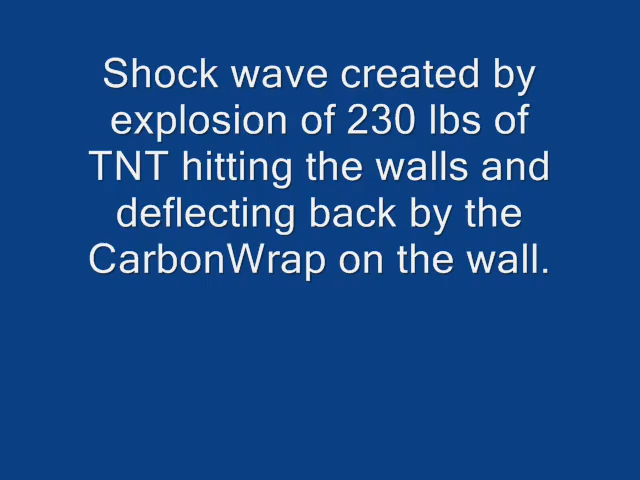 Shock wave created by
explosion of 230 lbs of
TNT hitting the walls and
deflecting back by the
CarbonWrap on the wall.